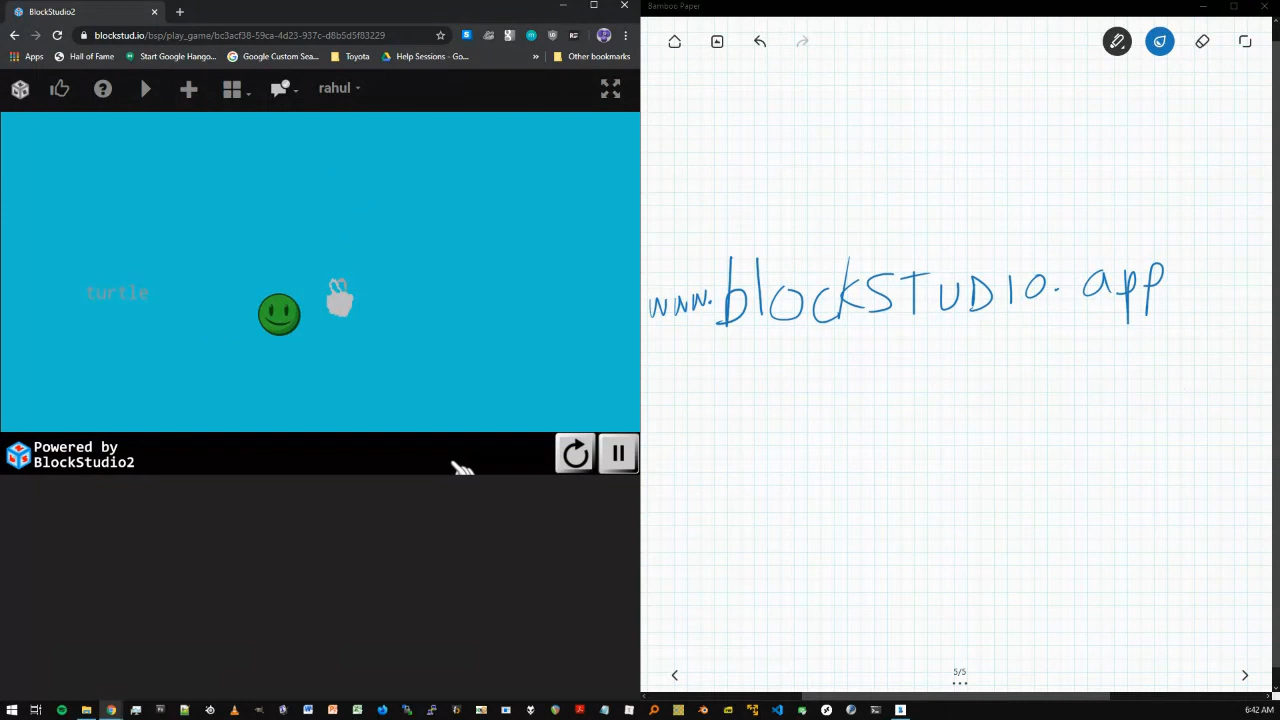 BlockStudio2
Bamboo Paper
blockstudio/bsp/play_game/bc3acf38-59ca-4d23-937c-d8b5d5f83229
Apps
Hall of Fame
Start Google Hango...
Google Custom Sea...
Toyota
Help Sessions - Go...
»
Other bookmarks
rahul
turtle
www.blockSTUDIO.app
Powered by
BlockStudio2
5/5
6:42 AM